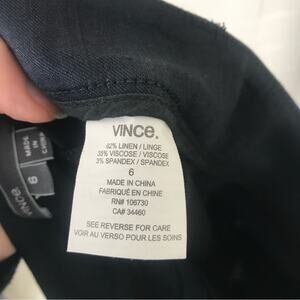 VINCE.
62% LINEN / LINGE
35% VISCOSE / VISCOSE
3% SPANDEX / SPANDEX
6
MADE IN CHINA
FABRIQUÉ EN CHINE
RN# 106730
CA# 34460
SEE REVERSE FOR CARE
VOIR AU VERSO POUR LES SOINS
VINCE
6
MADE
IN
CHINA